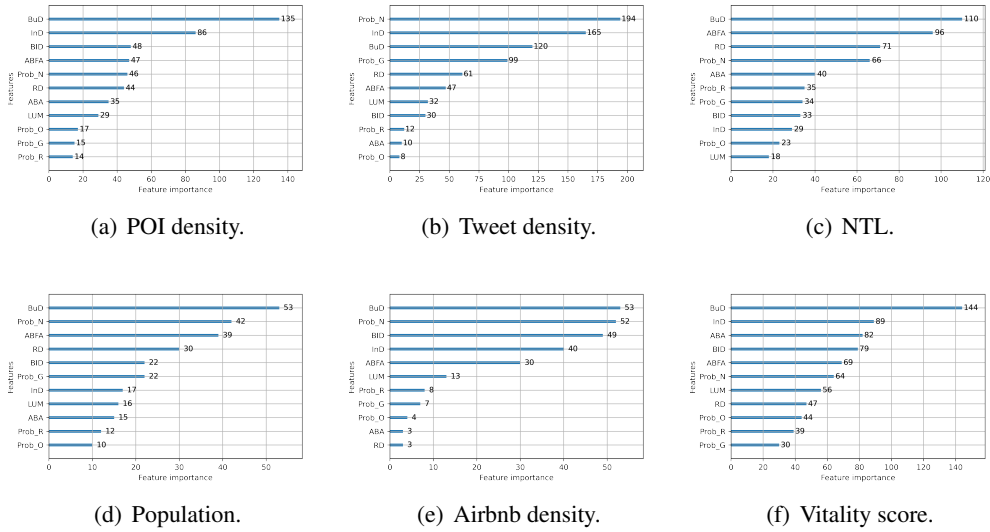 BuD 135
InD 86
BID 48
ABFA 47
Prob_N 46
RD 44
ABA 35
LUM 29
Prob_O 17
Prob_G 15
Prob_R 14
Features
0 20 40 60 80 100 120 140
Feature importance
(a) POI density.
Prob_N 194
InD 165
BuD 120
Prob_G 99
RD 61
ABFA 47
LUM 32
BID 30
Prob_R 12
ABA 10
Prob_O 8
Features
0 25 50 75 100 125 150 175 200
Feature importance
(b) Tweet density.
BuD 110
ABFA 96
RD 71
Prob_N 66
ABA 40
Prob_R 35
Prob_G 34
BID 33
InD 29
Prob_O 23
LUM 18
Features
0 20 40 60 80 100 120
Feature importance
(c) NTL.
BuD 53
Prob_N 42
ABFA 39
RD 30
BID 22
Prob_G 22
InD 17
LUM 16
ABA 15
Prob_R 12
Prob_O 10
Features
0 10 20 30 40 50
Feature importance
(d) Population.
BuD 53
Prob_N 52
BID 49
InD 40
ABFA 30
LUM 13
Prob_R 8
Prob_G 7
Prob_O 4
ABA 3
RD 3
Features
0 10 20 30 40 50
Feature importance
(e) Airbnb density.
BuD 144
InD 89
ABA 82
BID 79
ABFA 69
Prob_N 64
LUM 56
RD 47
Prob_O 44
Prob_R 39
Prob_G 30
Features
0 20 40 60 80 100 120 140
Feature importance
(f) Vitality score.